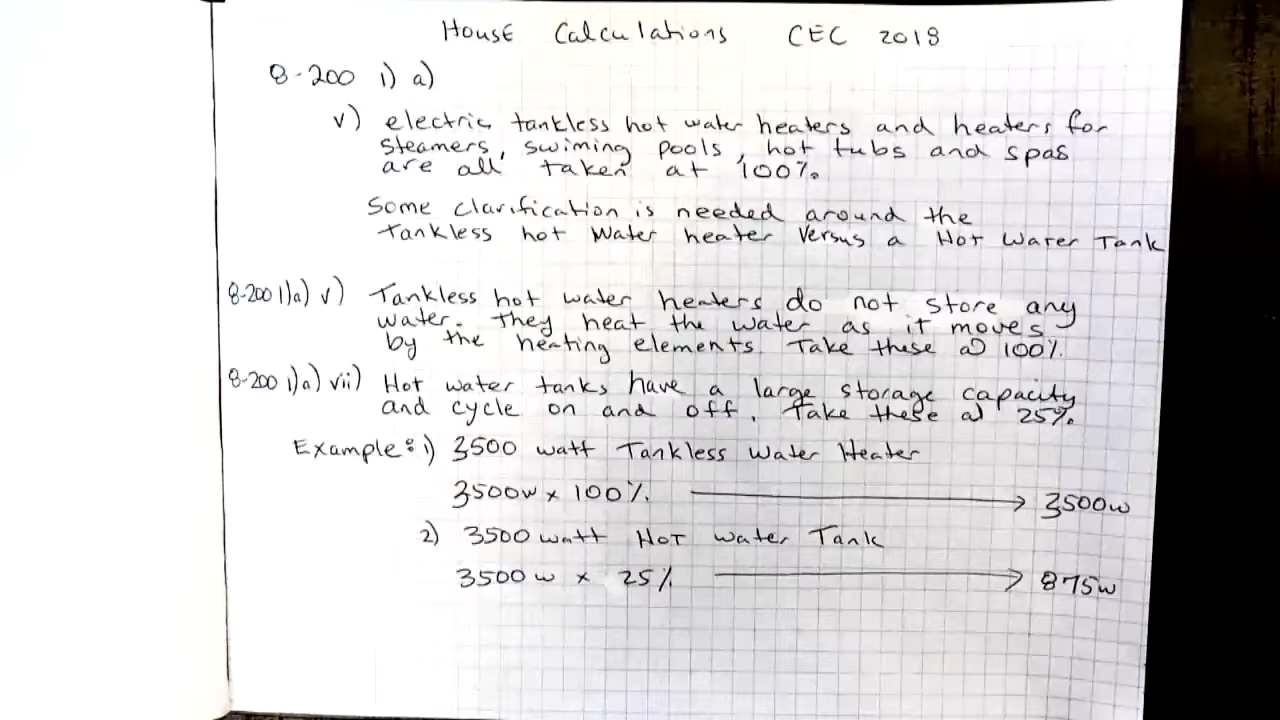 House Calculations CEC 2018
8-200 1) a)
v) electric tankless hot water heaters and heaters for
steamers, swiming pools, hot tubs and spas
are all taken at 100%.
Some clarification is needed around the
Tankless hot Water heater Versus a Hot Water Tank
8-200 1)a) v) Tankless hot water heaters do not store any
water. They heat the water as it moves
by the heating elements. Take these @ 100%.
8-200 1)a) vii) Hot water tanks have a large storage capacity
and cycle on and off. Take these @ 25%.
Example: 1) 3500 watt Tankless Water Heater
3500w x 100% → 3500w
2) 3500 watt Hot water Tank
3500 w x 25% → 875w